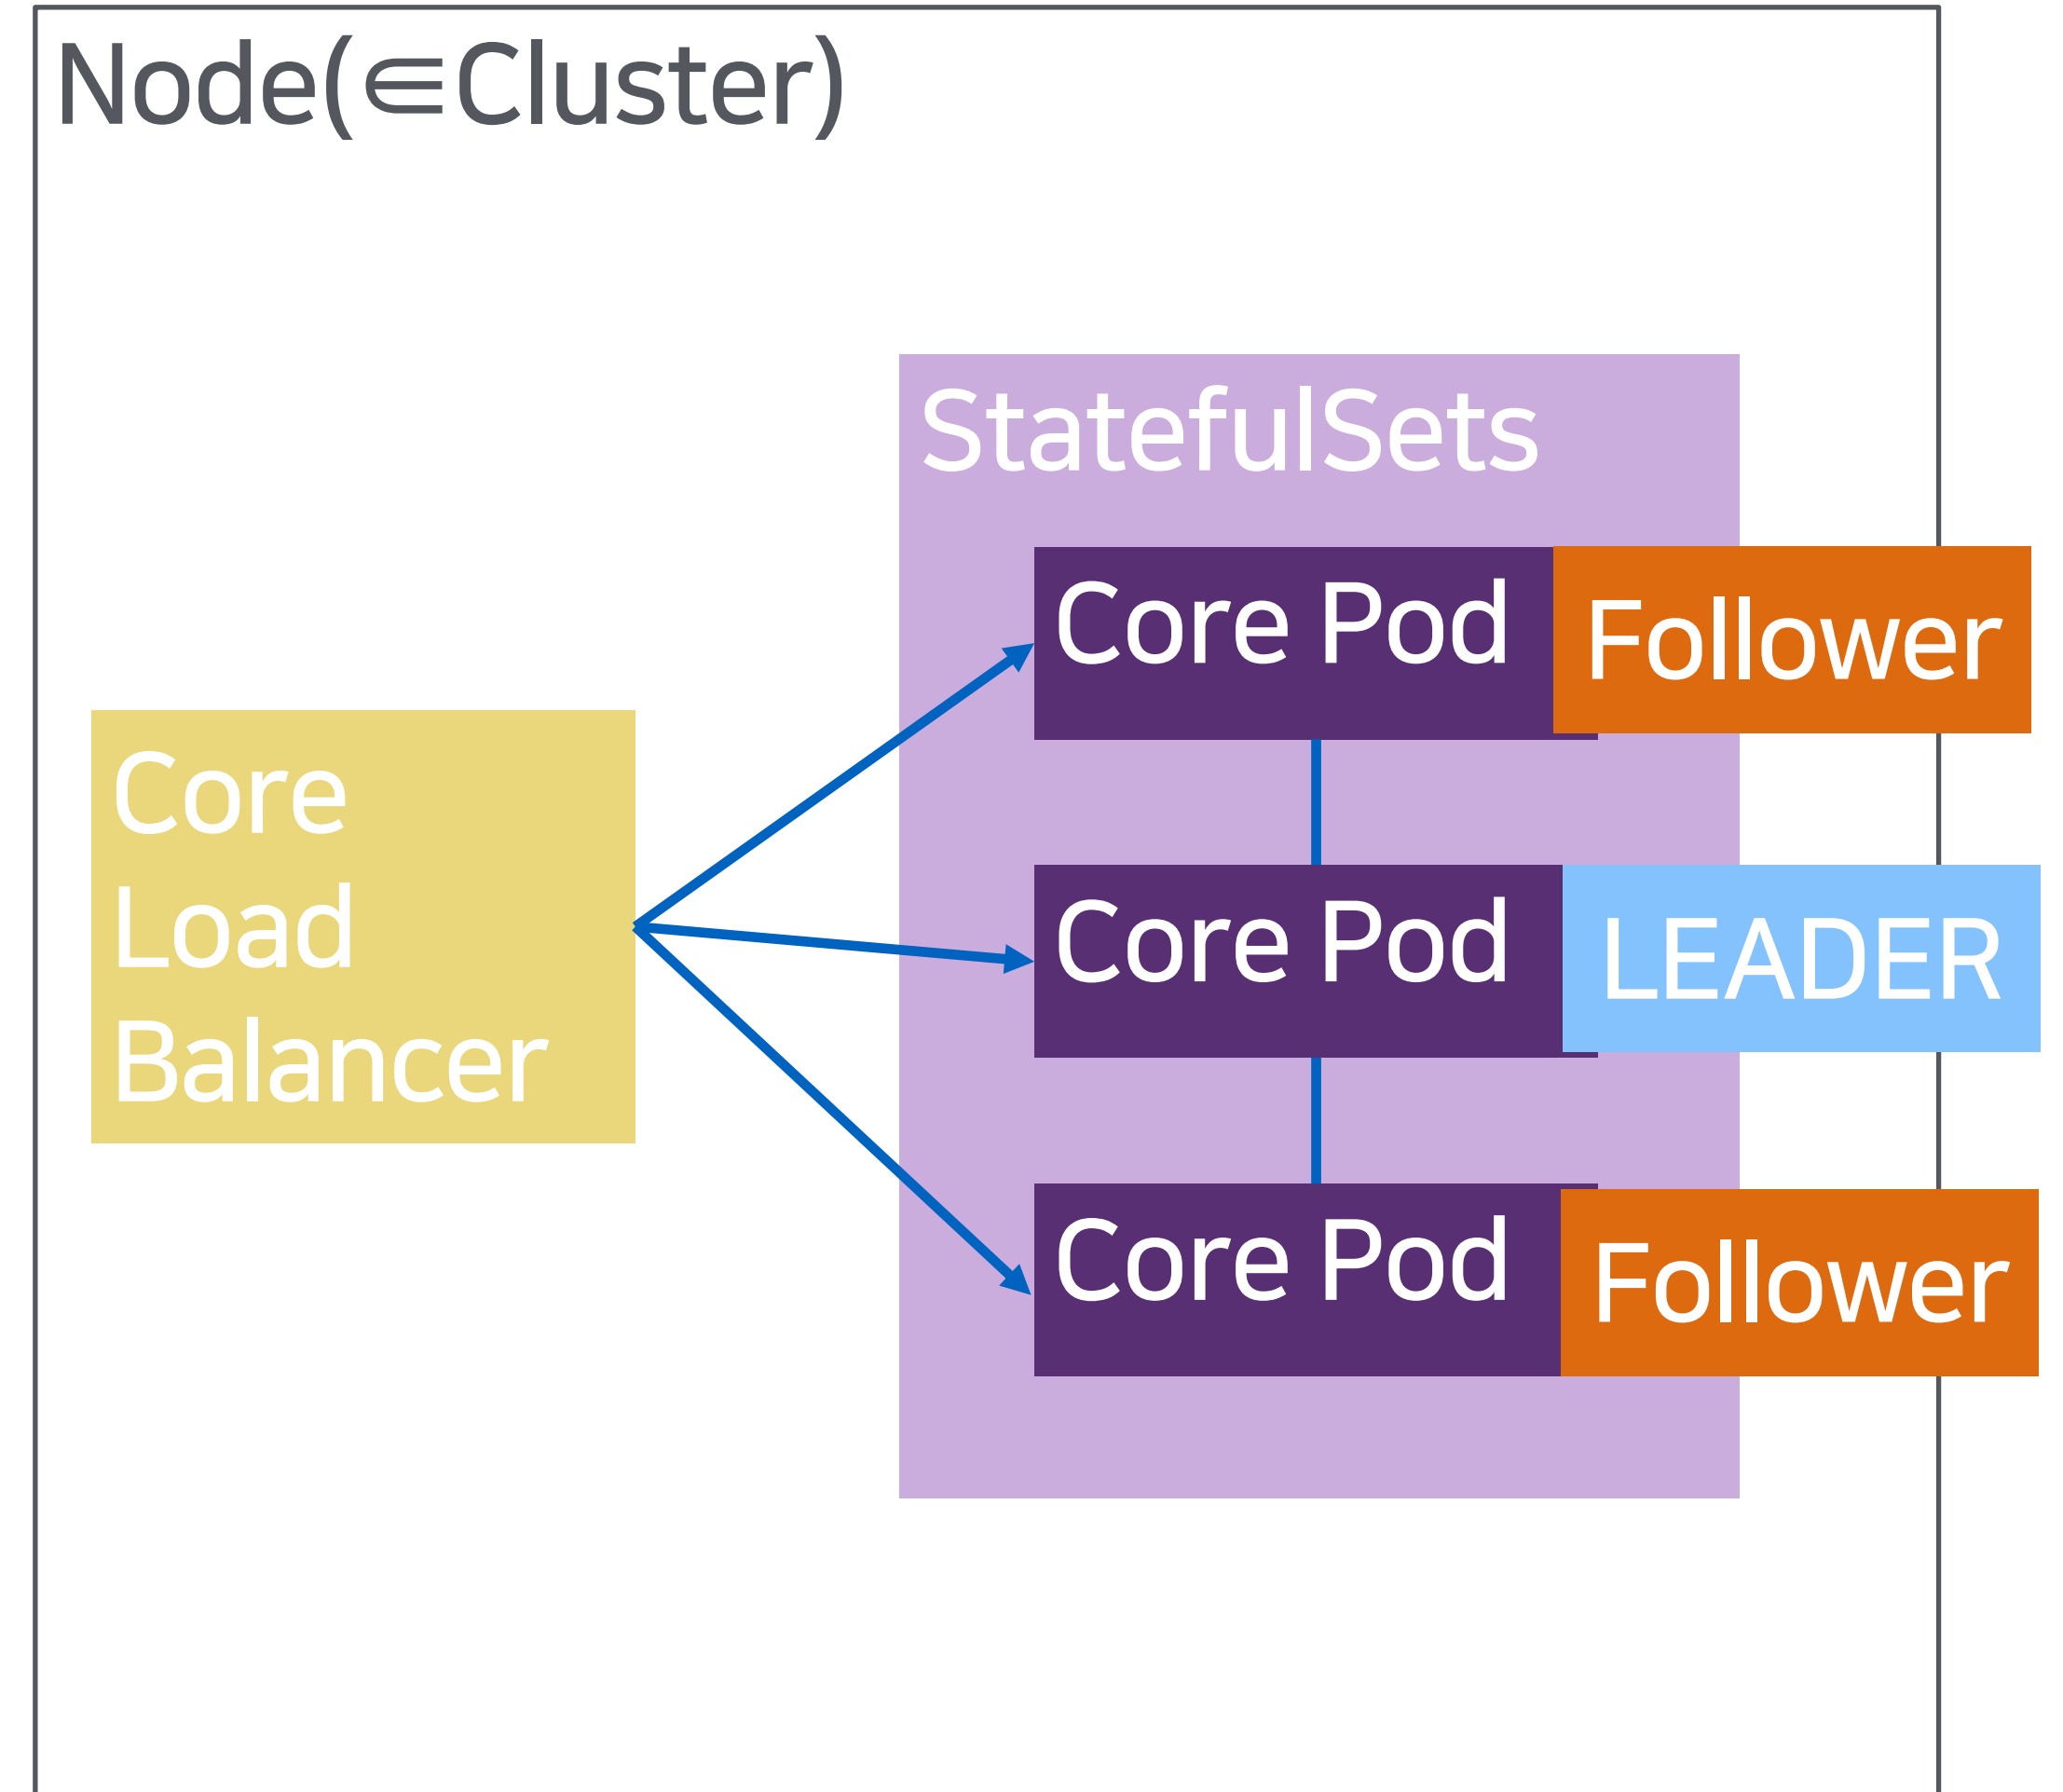 Node(∈Cluster)
StatefulSets
Core Pod
Follower
Core
Load
Balancer
Core Pod
LEADER
Core Pod
Follower